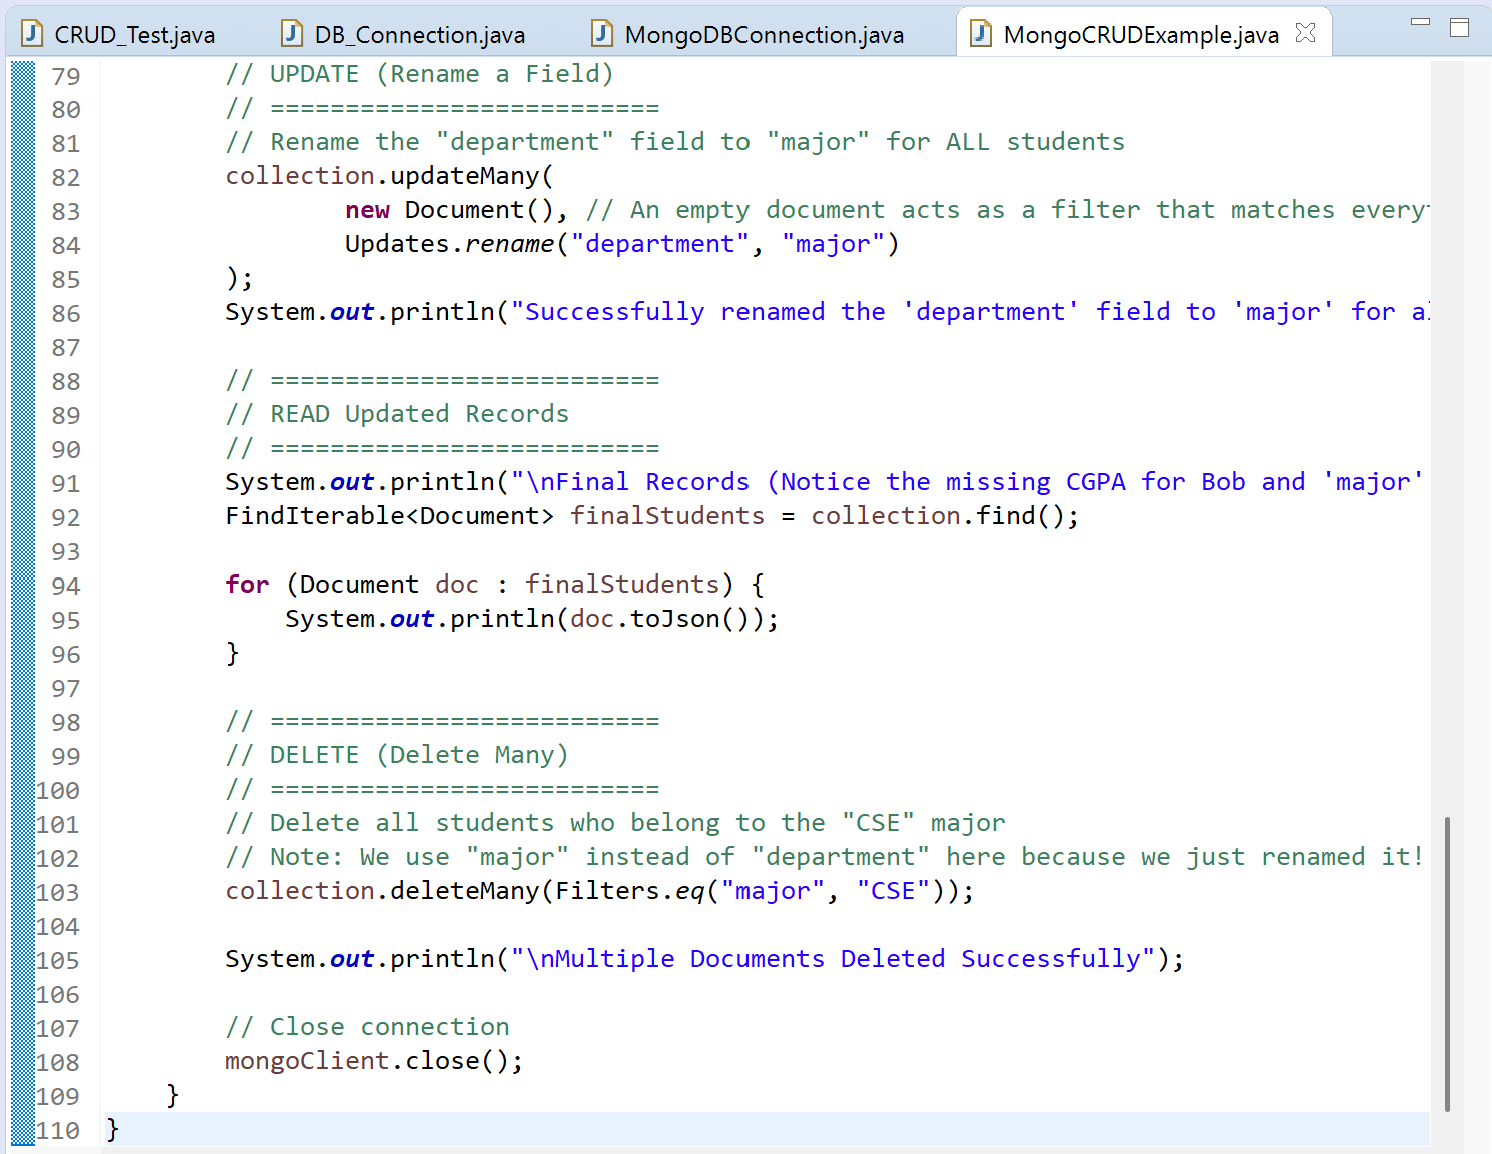 CRUD_Test.java DB_Connection.java MongoDBConnection.java MongoCRUDExample.java
79 // UPDATE (Rename a Field)
80 // ==========================
81 // Rename the "department" field to "major" for ALL students
82 collection.updateMany(
83 new Document(), // An empty document acts as a filter that matches
84 Updates.rename("department", "major")
85 );
86 System.out.println("Successfully renamed the 'department' field to 'major' for
87
88 // ==========================
89 // READ Updated Records
90 // ==========================
91 System.out.println("\nFinal Records (Notice the missing CGPA for Bob and 'major'
92 FindIterable<Document> finalStudents = collection.find();
93
94 for (Document doc : finalStudents) {
95 System.out.println(doc.toJson());
96 }
97
98 // ==========================
99 // DELETE (Delete Many)
100 // ==========================
101 // Delete all students who belong to the "CSE" major
102 // Note: We use "major" instead of "department" here because we just renamed it!
103 collection.deleteMany(Filters.eq("major", "CSE"));
104
105 System.out.println("\nMultiple Documents Deleted Successfully");
106
107 // Close connection
108 mongoClient.close();
109 }
110 }